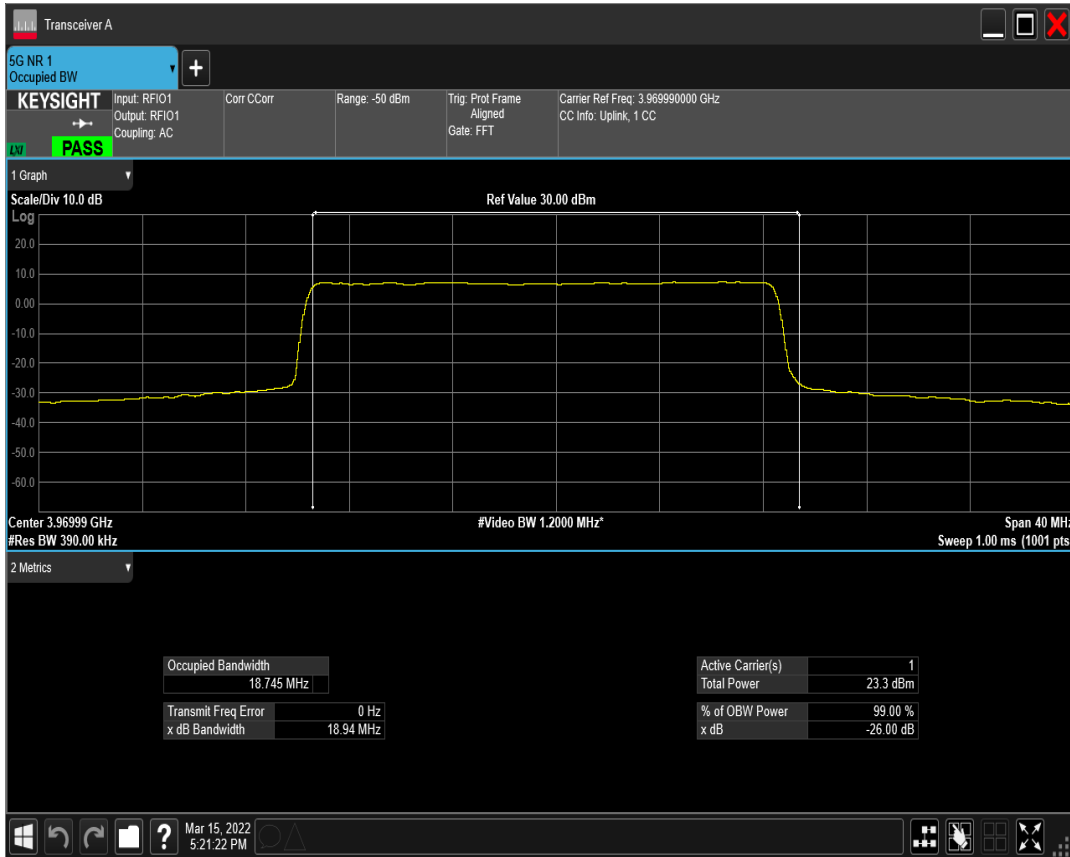 Transceiver A
5G NR 1
Occupied BW
KEYSIGHT
LXI
PASS
Input: RFIO1
Output: RFIO1
Coupling: AC
Corr CCorr
Range: -50 dBm
Trig: Prot Frame
Aligned
Gate: FFT
Carrier Ref Freq: 3.969990000 GHz
CC Info: Uplink, 1 CC
1 Graph
Scale/Div 10.0 dB
Ref Value 30.00 dBm
Log
20.0
10.0
0.00
-10.0
-20.0
-30.0
-40.0
-50.0
-60.0
Center 3.96999 GHz
#Video BW 1.2000 MHz*
Span 40 MHz
#Res BW 390.00 kHz
Sweep 1.00 ms (1001 pts
2 Metrics
Occupied Bandwidth
18.745 MHz
Transmit Freq Error 0 Hz
x dB Bandwidth 18.94 MHz
Active Carrier(s) 1
Total Power 23.3 dBm
% of OBW Power 99.00 %
x dB -26.00 dB
?
Mar 15, 2022
5:21:22 PM